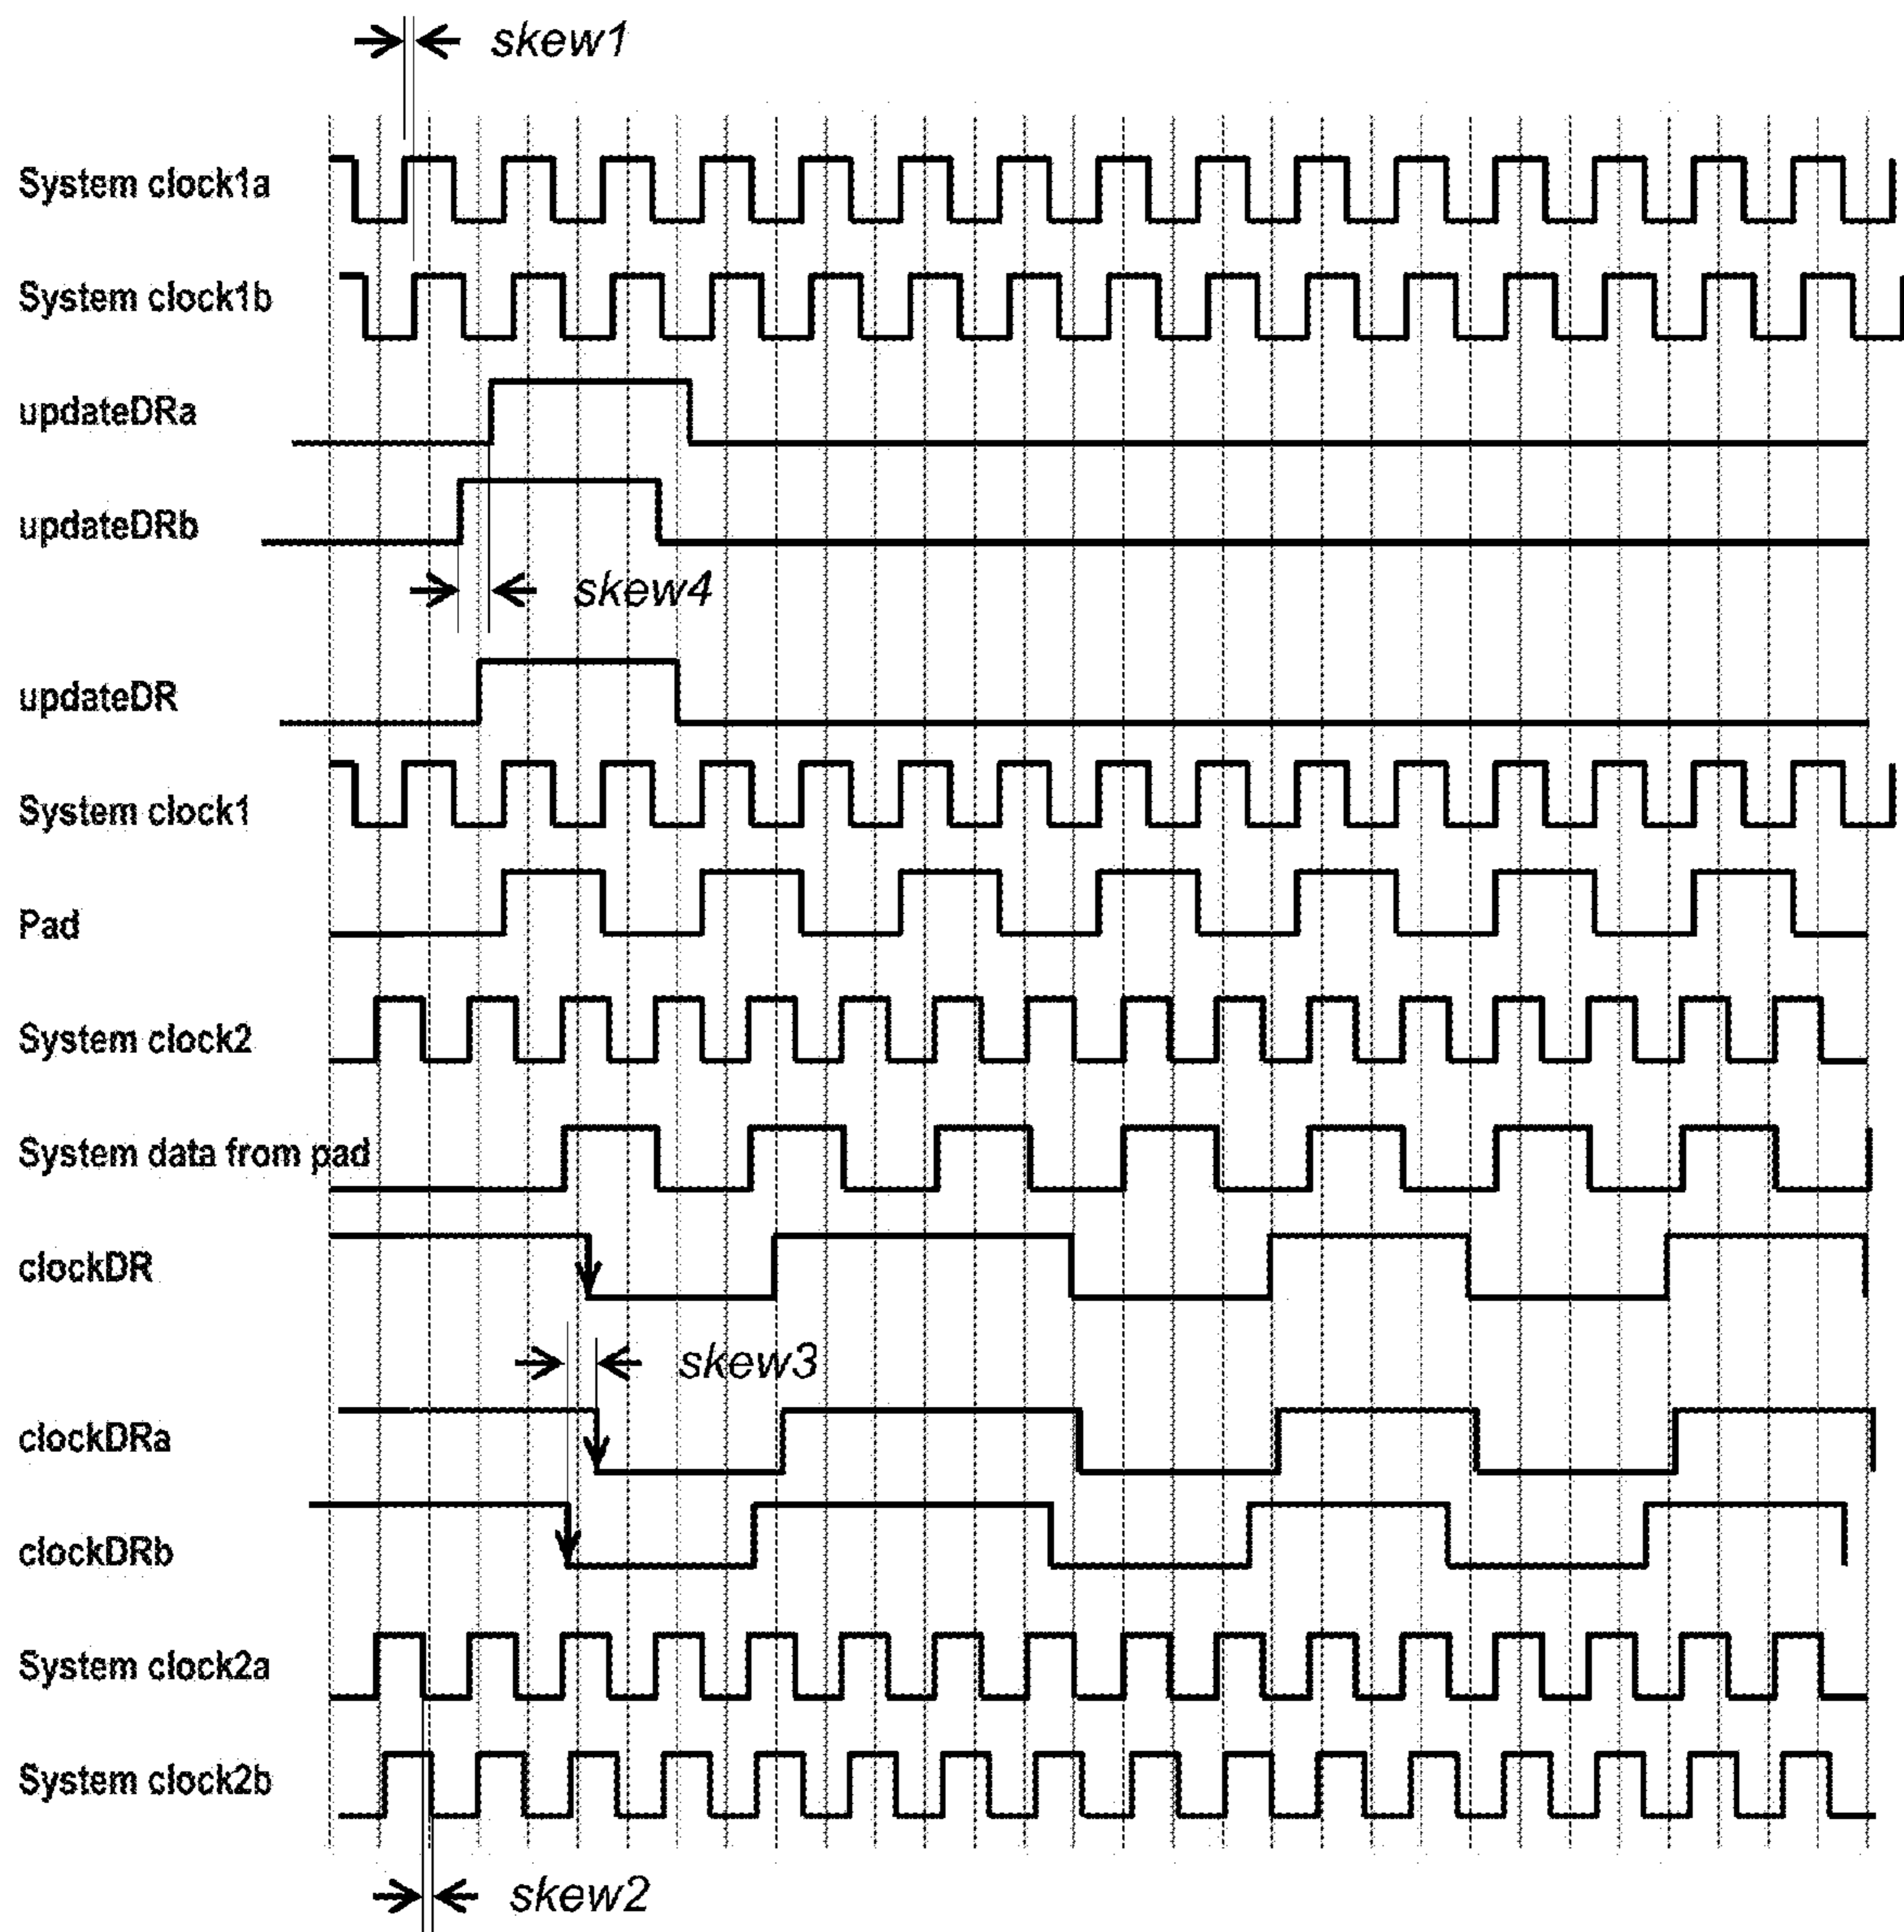 skew1
System clock1a
System clock1b
updateDRa
updateDRb
skew4
updateDR
System clock1
Pad
System clock2
System data from pad
clockDR
skew3
clockDRa
clockDRb
System clock2a
System clock2b
skew2